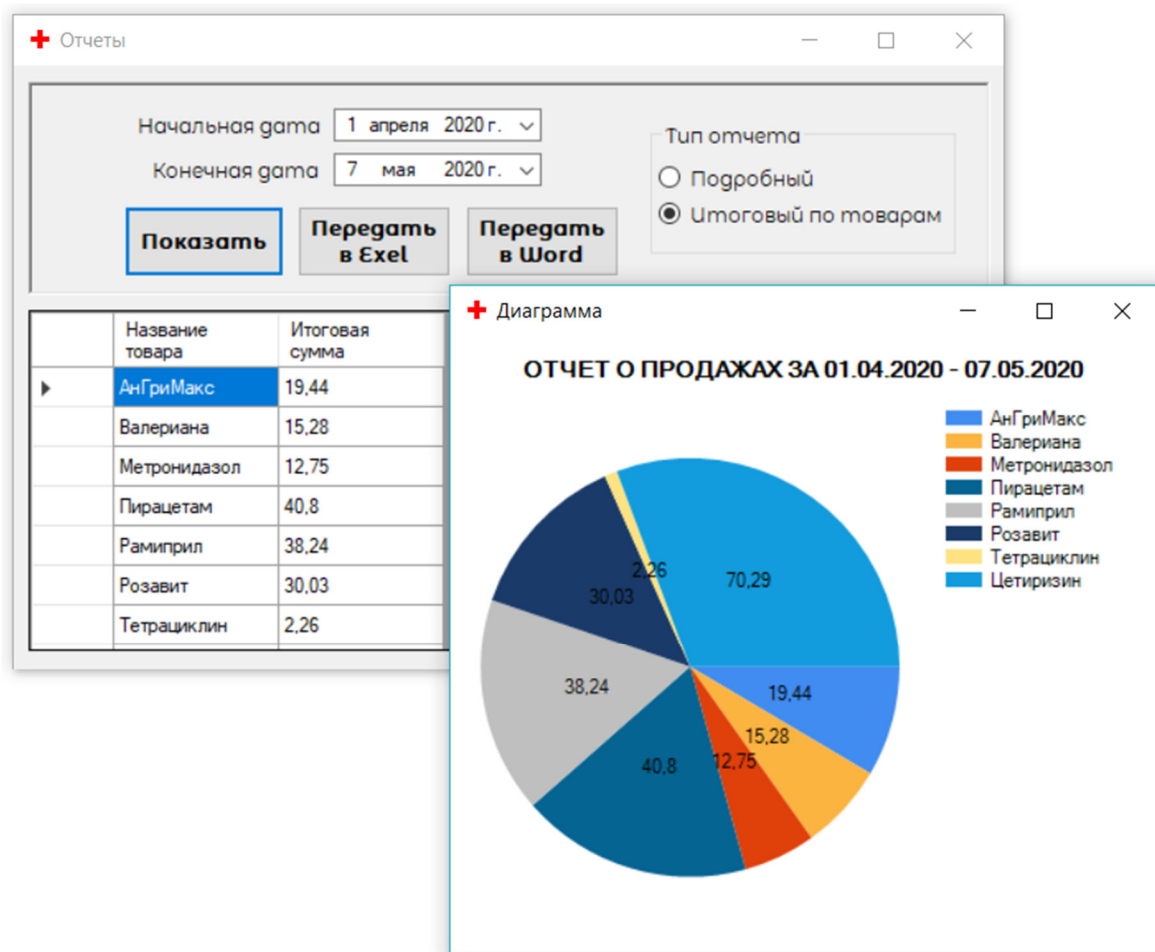 Отчеты
Начальная дата 1 апреля 2020 г.
Конечная дата 7 мая 2020 г.
Тип отчета
Подробный
Итоговый по товарам
Показать
Передать
в Exel
Передать
в Word
Название
товара
Итоговая
сумма
АнГриМакс 19,44
Валериана 15,28
Метронидазол 12,75
Пирацетам 40,8
Рамиприл 38,24
Розавит 30,03
Тетрациклин 2,26
Диаграмма
ОТЧЕТ О ПРОДАЖАХ ЗА 01.04.2020 - 07.05.2020
АнГриМакс
Валериана
Метронидазол
Пирацетам
Рамиприл
Розавит
Тетрациклин
Цетиризин
2,26
70,29
30,03
38,24
19,44
15,28
12,75
40,8